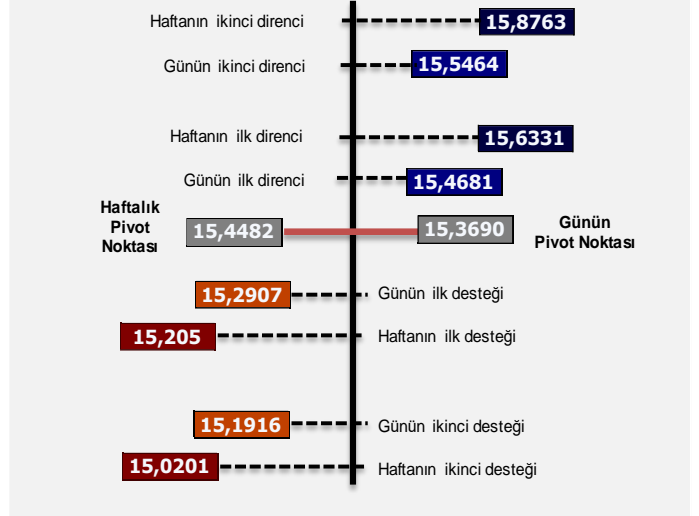 Haftanın ikinci direnci
15,8763
Günün ikinci direnci
15,5464
Haftanın ilk direnci
15,6331
Günün ilk direnci
15,4681
Haftalık
Pivot
Noktası
15,4482
15,3690
Günün
Pivot Noktası
15,2907
Günün ilk desteği
15,205
Haftanın ilk desteği
15,1916
Günün ikinci desteği
15,0201
Haftanın ikinci desteği